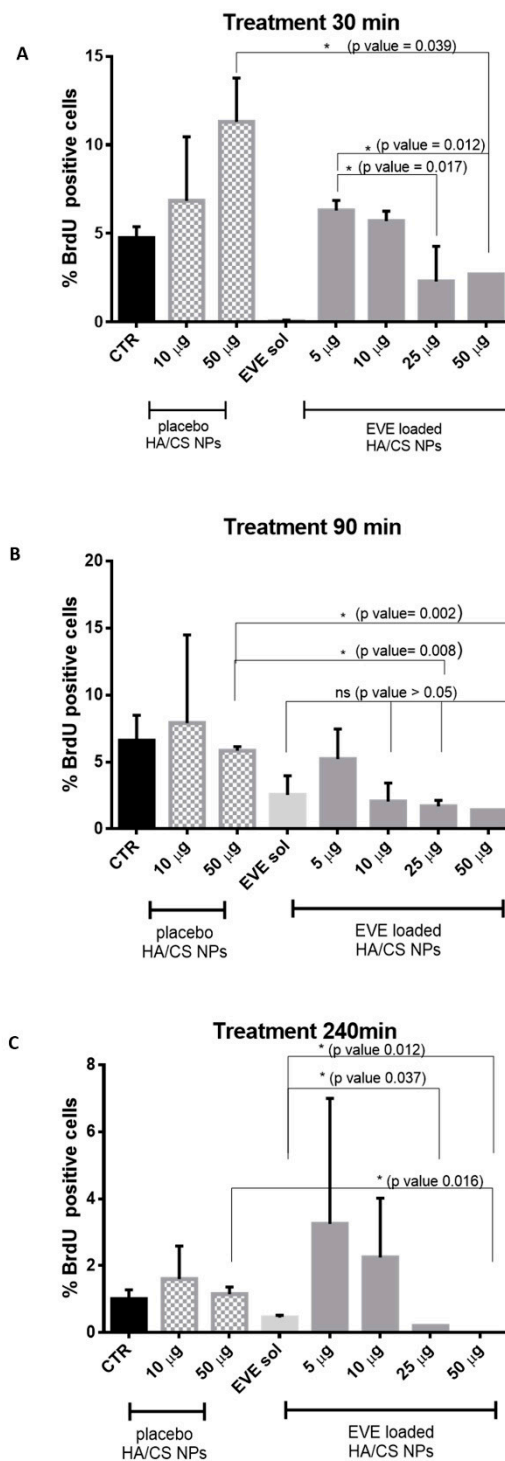 Treatment 30 min
A
* (p value = 0.039)
* (p value = 0.012)
* (p value = 0.017)
% BrdU positive cells
15
10
5
0
CTR
10 µg
50 µg
EVE sol
5 µg
10 µg
25 µg
50 µg
placebo
HA/CS NPs
EVE loaded
HA/CS NPs
Treatment 90 min
B
* (p value= 0.002)
* (p value= 0.008)
ns (p value > 0.05)
% BrdU positive cells
20
15
10
5
0
CTR
10 µg
50 µg
EVE sol
5 µg
10 µg
25 µg
50 µg
placebo
HA/CS NPs
EVE loaded
HA/CS NPs
Treatment 240min
C
* (p value 0.012)
* (p value 0.037)
* (p value 0.016)
% BrdU positive cells
8
6
4
2
0
CTR
10 µg
50 µg
EVE sol
5 µg
10 µg
25 µg
50 µg
placebo
HA/CS NPs
EVE loaded
HA/CS NPs